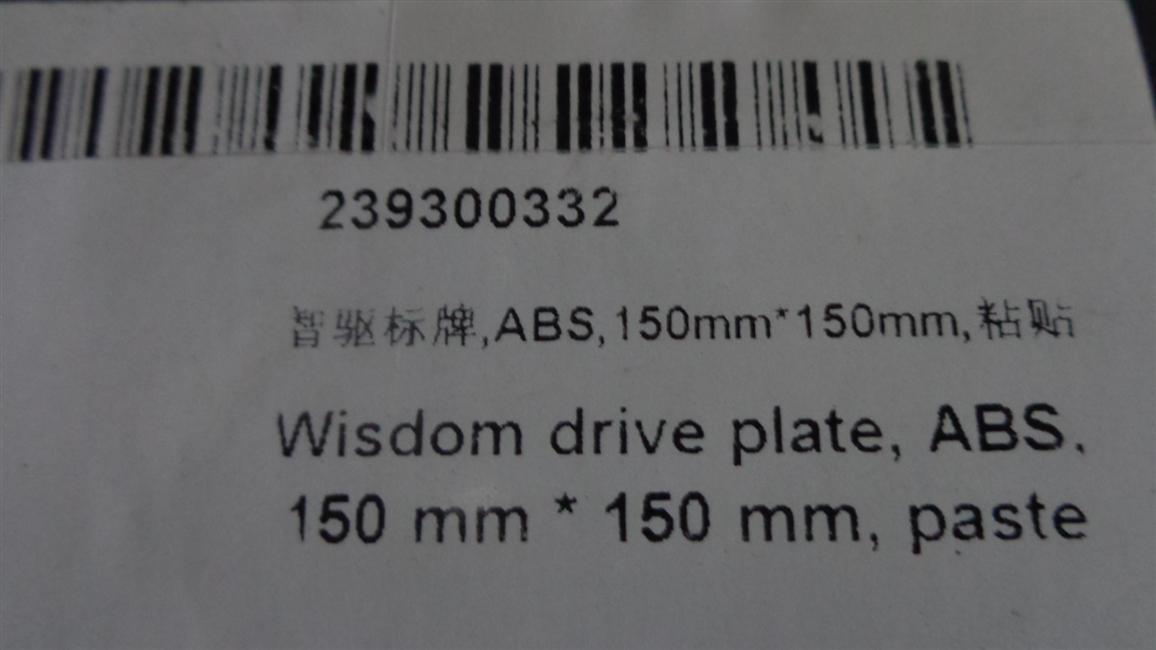 239300332
智驱标牌,ABS,150mm*150mm,粘贴
Wisdom drive plate, ABS,
150 mm * 150 mm, paste